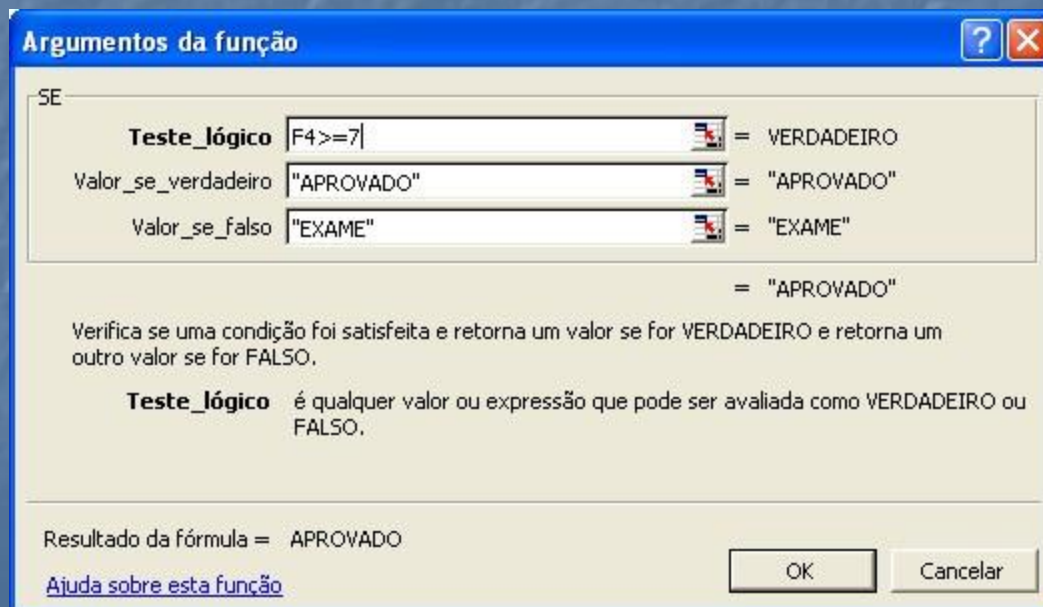 Argumentos da função
SE
Teste_lógico F4>=7 = VERDADEIRO
Valor_se_verdadeiro "APROVADO" = "APROVADO"
Valor_se_falso "EXAME" = "EXAME"
= "APROVADO"
Verifica se uma condição foi satisfeita e retorna um valor se for VERDADEIRO e retorna um
outro valor se for FALSO.
Teste_lógico é qualquer valor ou expressão que pode ser avaliada como VERDADEIRO ou
FALSO.
Resultado da fórmula = APROVADO
Ajuda sobre esta função
OK
Cancelar